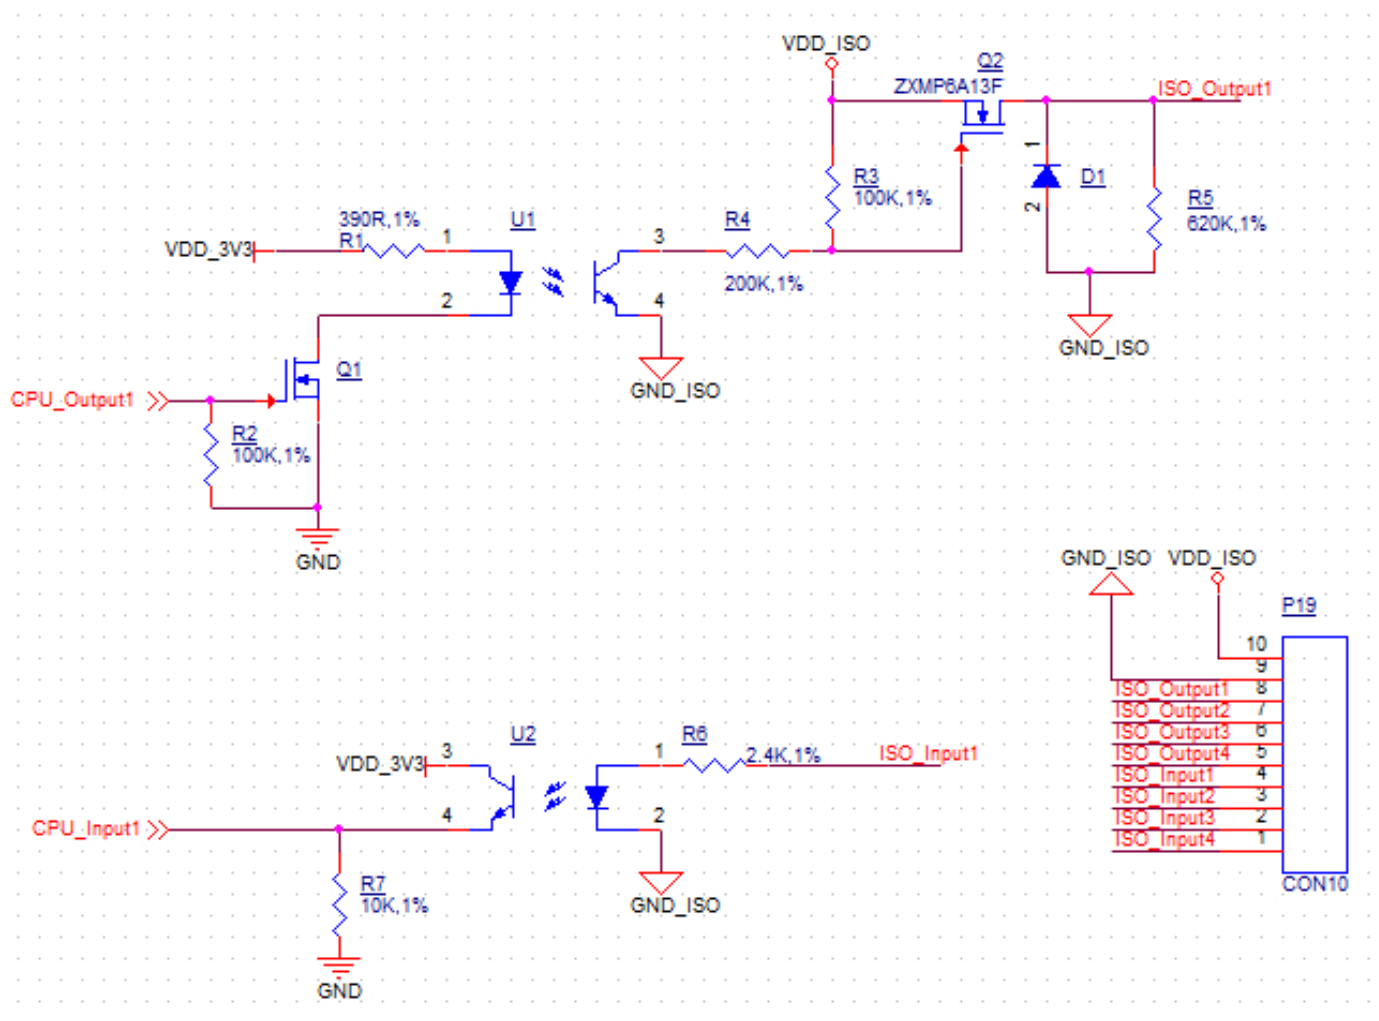 VDD_ISO
Q2
ZXMP6A13F
ISO_Output1
1
D1
2
R3
100K,1%
R5
620K,1%
390R,1%
R1
VDD_3V3
1
U1
3
R4
200K,1%
2
4
GND_ISO
GND_ISO
Q1
CPU_Output1
R2
100K,1%
GND
GND_ISO
VDD_ISO
P19
10
9
ISO_Output1 8
ISO_Output2 7
ISO_Output3 6
ISO_Output4 5
ISO_Input1 4
ISO_Input2 3
ISO_Input3 2
ISO_Input4 1
CON10
U2
VDD_3V3
3
1
R6
2.4K,1%
ISO_Input1
CPU_Input1
4
2
R7
10K,1%
GND_ISO
GND